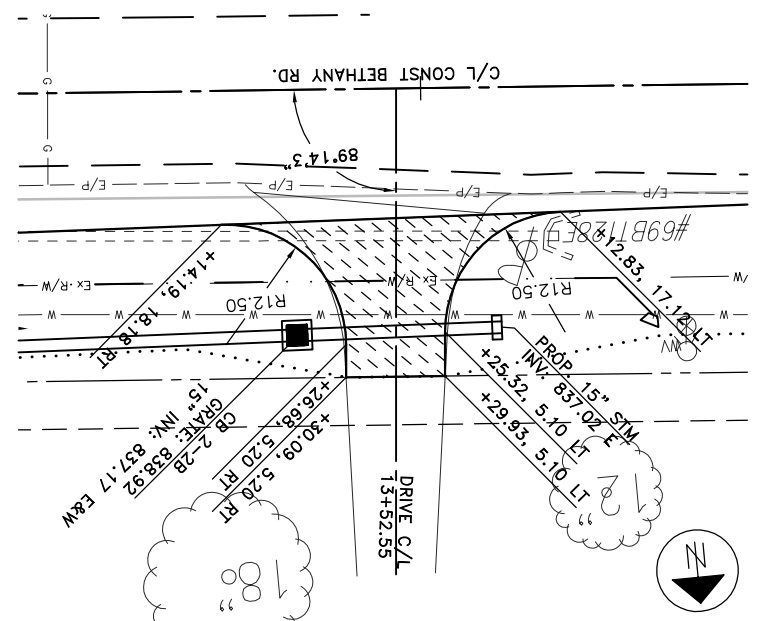 G
G
C/L CONST BETHANY RD.
89°14'3"
E/P
E/P
E/P
E/P
#69B1128E
+14.19, 18.18 RT
+12.83, 17.12 LT
R12.50
R12.50
Ex·R/W
Ex·R/W
W
W W W W W W W W W
PROP. 15" STM
INV: 837.02 E
+25.32, 5.10 LT
+29.93, 5.10 LT
+26.68, 5.20 RT
+30.09, 5.20 RT
CB 2-2B
GRATE: 838.92
15" INV: 837.17 E&W
DRIVE C/L
13+52.55
18"
12"
N